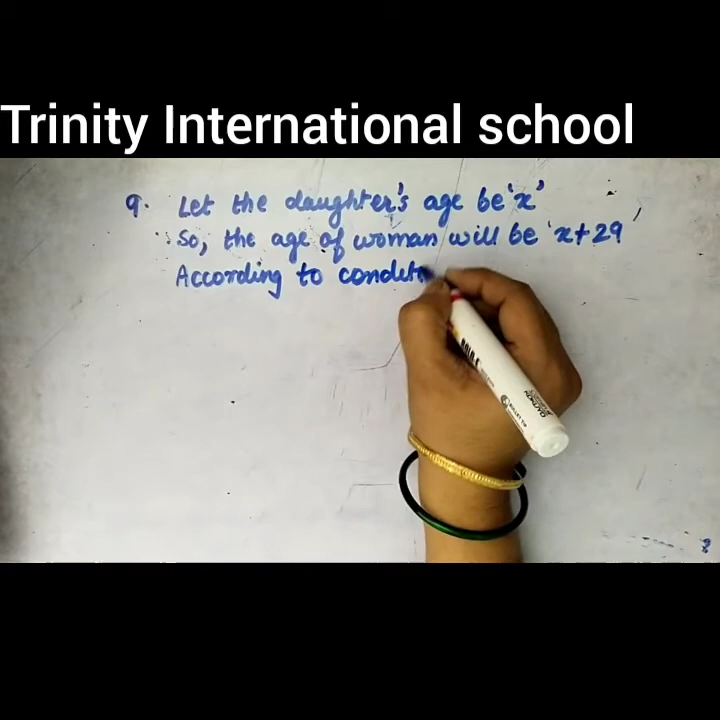 Trinity International school
9. Let the daughter's age be 'x'
So, the age of woman will be 'x+29'
According to condit